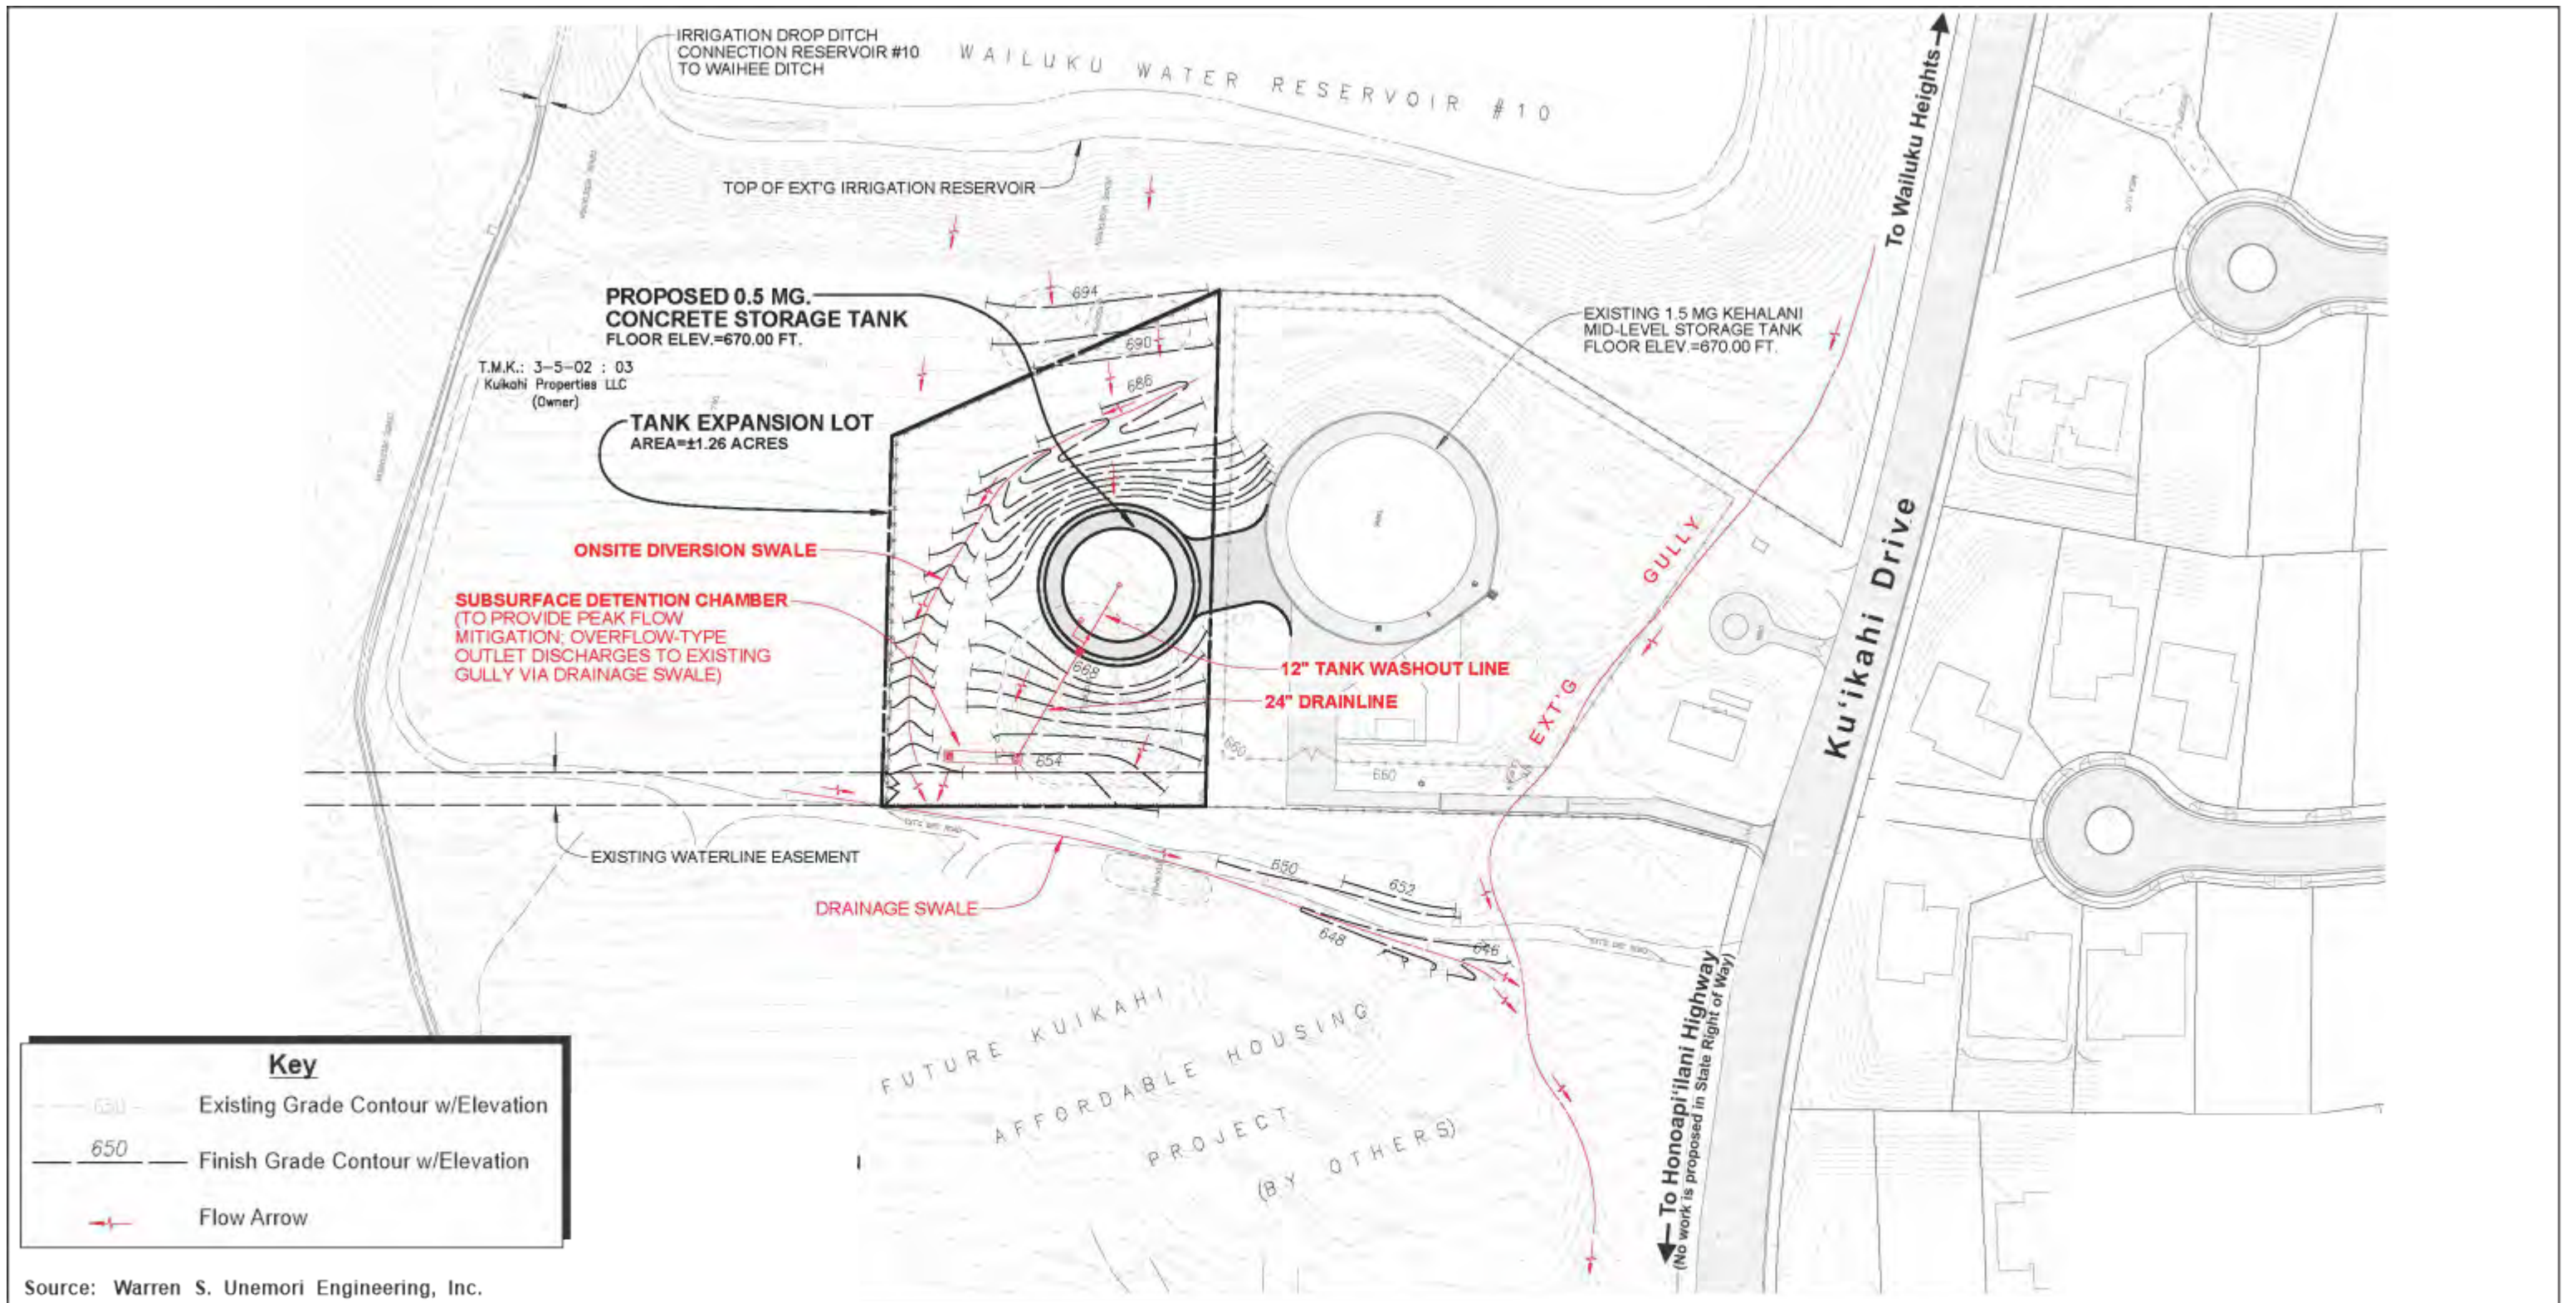 IRRIGATION DROP DITCH
CONNECTION RESERVOIR #10
TO WAIHEE DITCH
WAILUKU WATER RESERVOIR #10
To Wailuku Heights
TOP OF EXT'G IRRIGATION RESERVOIR
PROPOSED 0.5 MG.
CONCRETE STORAGE TANK
FLOOR ELEV.=670.00 FT.
694
690
686
EXISTING 1.5 MG KEHALANI
MID-LEVEL STORAGE TANK
FLOOR ELEV.=670.00 FT.
T.M.K.: 3-5-02 : 03
Kuikahi Properties LLC
(Owner)
TANK EXPANSION LOT
AREA=±1.26 ACRES
ONSITE DIVERSION SWALE
SUBSURFACE DETENTION CHAMBER
(TO PROVIDE PEAK FLOW
MITIGATION; OVERFLOW-TYPE
OUTLET DISCHARGES TO EXISTING
GULLY VIA DRAINAGE SWALE)
668
12" TANK WASHOUT LINE
24" DRAINLINE
654
660
660
EXT'G GULLY
Ku'ikahi Drive
EXISTING WATERLINE EASEMENT
DRAINAGE SWALE
650
652
648
646
FUTURE KUIKAHI
AFFORDABLE HOUSING
PROJECT
(BY OTHERS)
To Honoapi'ilani Highway
(No work is proposed in State Right of Way)
Key
650
Existing Grade Contour w/Elevation
650
Finish Grade Contour w/Elevation
Flow Arrow
Source: Warren S. Unemori Engineering, Inc.